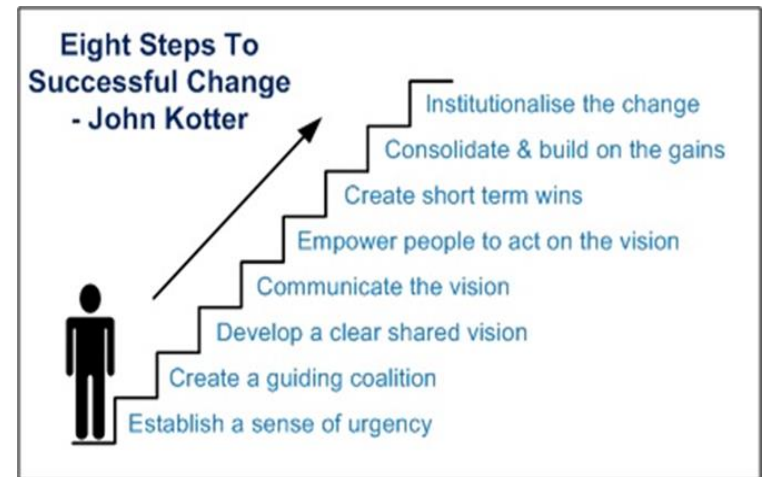 Eight Steps To
Successful Change
- John Kotter
Institutionalise the change
Consolidate & build on the gains
Create short term wins
Empower people to act on the vision
Communicate the vision
Develop a clear shared vision
Create a guiding coalition
Establish a sense of urgency